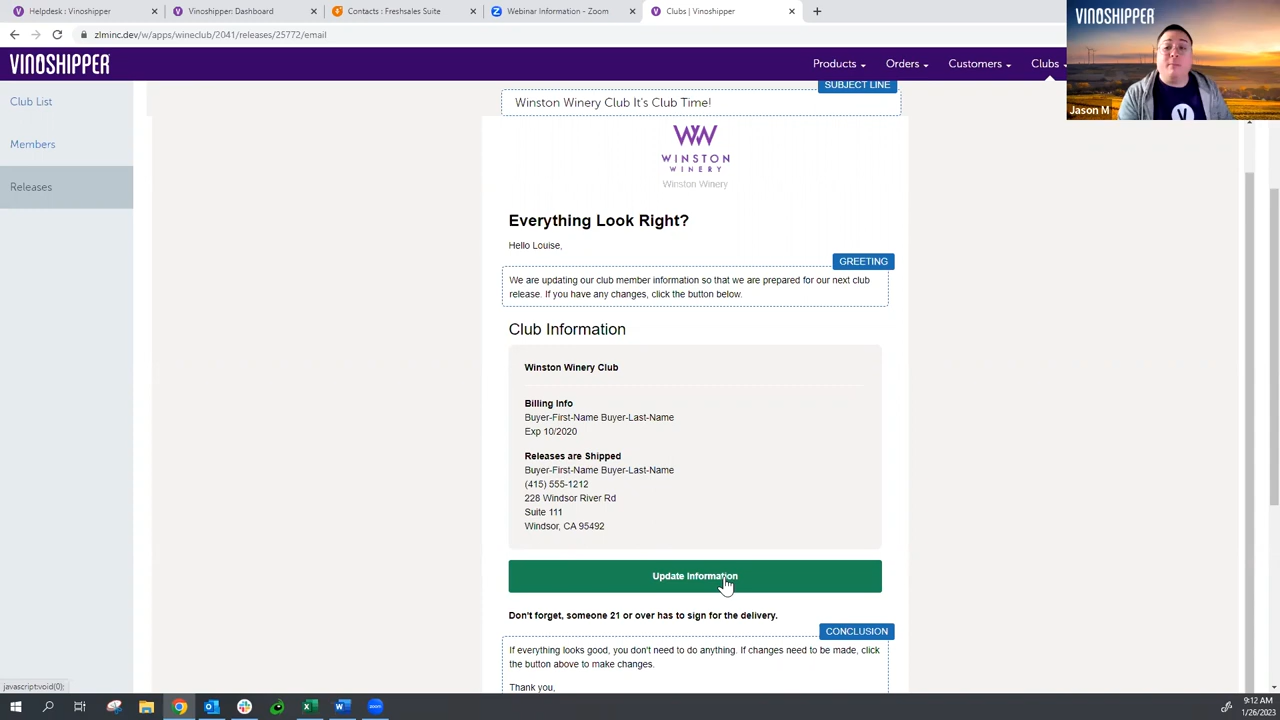 Helpdesk : Vinoshipper
Vinoshipper: Dashboard
Contacts : Freshsales Suite
Webinar Information - Zoom
Clubs | Vinoshipper
zlminc.dev/w/apps/wineclub/2041/releases/25772/email
VINOSHIPPER
Products
Orders
Customers
Clubs
VINOSHIPPER
Jason M
Club List
Members
Releases
SUBJECT LINE
Winston Winery Club It's Club Time!
WINSTON
WINERY
Winston Winery
Everything Look Right?
Hello Louise,
GREETING
We are updating our club member information so that we are prepared for our next club
release. If you have any changes, click the button below.
Club Information
Winston Winery Club
Billing Info
Buyer-First-Name Buyer-Last-Name
Exp 10/2020
Releases are Shipped
Buyer-First-Name Buyer-Last-Name
(415) 555-1212
228 Windsor River Rd
Suite 111
Windsor, CA 95492
Update Information
Don't forget, someone 21 or over has to sign for the delivery.
CONCLUSION
If everything looks good, you don't need to do anything. If changes need to be made, click
the button above to make changes.
Thank you,
javascript:void(0);
9:12 AM
1/26/2023